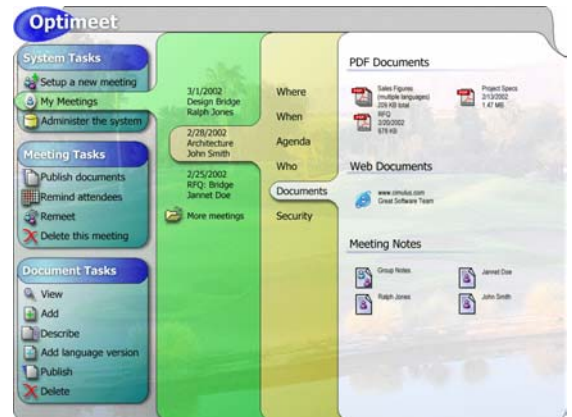 Optimeet
System Tasks
Setup a new meeting
My Meetings
Administer the system
Meeting Tasks
Publish documents
Remind attendees
Remeet
Delete this meeting
Document Tasks
View
Add
Describe
Add language version
Publish
Delete
3/1/2002
Design Bridge
Ralph Jones
2/28/2002
Architecture
John Smith
2/25/2002
RFQ: Bridge
Jannet Doe
More meetings
Where
When
Agenda
Who
Documents
Security
PDF Documents
Sales Figures
(multiple languages)
209 KB total
RFQ
2/20/2002
679 KB
Project Specs
2/13/2002
1.47 MB
Web Documents
www.cimulus.com
Great Software Team
Meeting Notes
Group Notes
Jannet Doe
Ralph Jones
John Smith